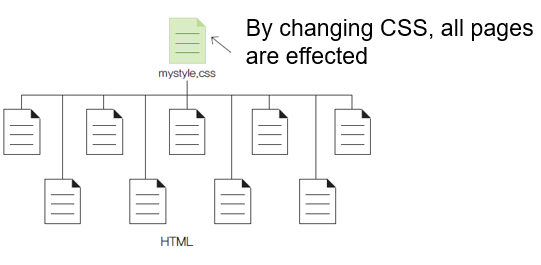 By changing CSS, all pages
are effected
mystyle,css
HTML